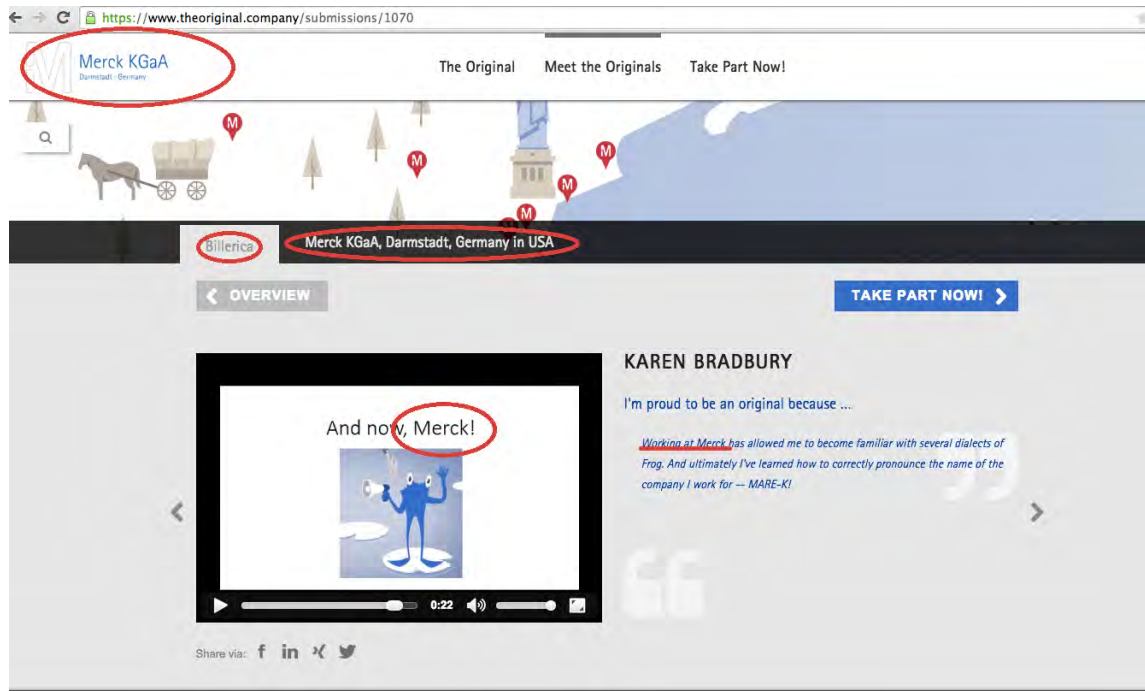 https://www.theoriginal.company/submissions/1070
M
Merck KGaA
Darmstadt · Germany
The Original Meet the Originals Take Part Now!
M
M
M
M
M
Billerica Merck KGaA, Darmstadt, Germany in USA
OVERVIEW TAKE PART NOW!
KAREN BRADBURY
I'm proud to be an original because ...
And now, Merck!
Working at Merck has allowed me to become familiar with several dialects of
Frog. And ultimately I've learned how to correctly pronounce the name of the
company I work for -- MARE-K!
0:22
Share via: f in